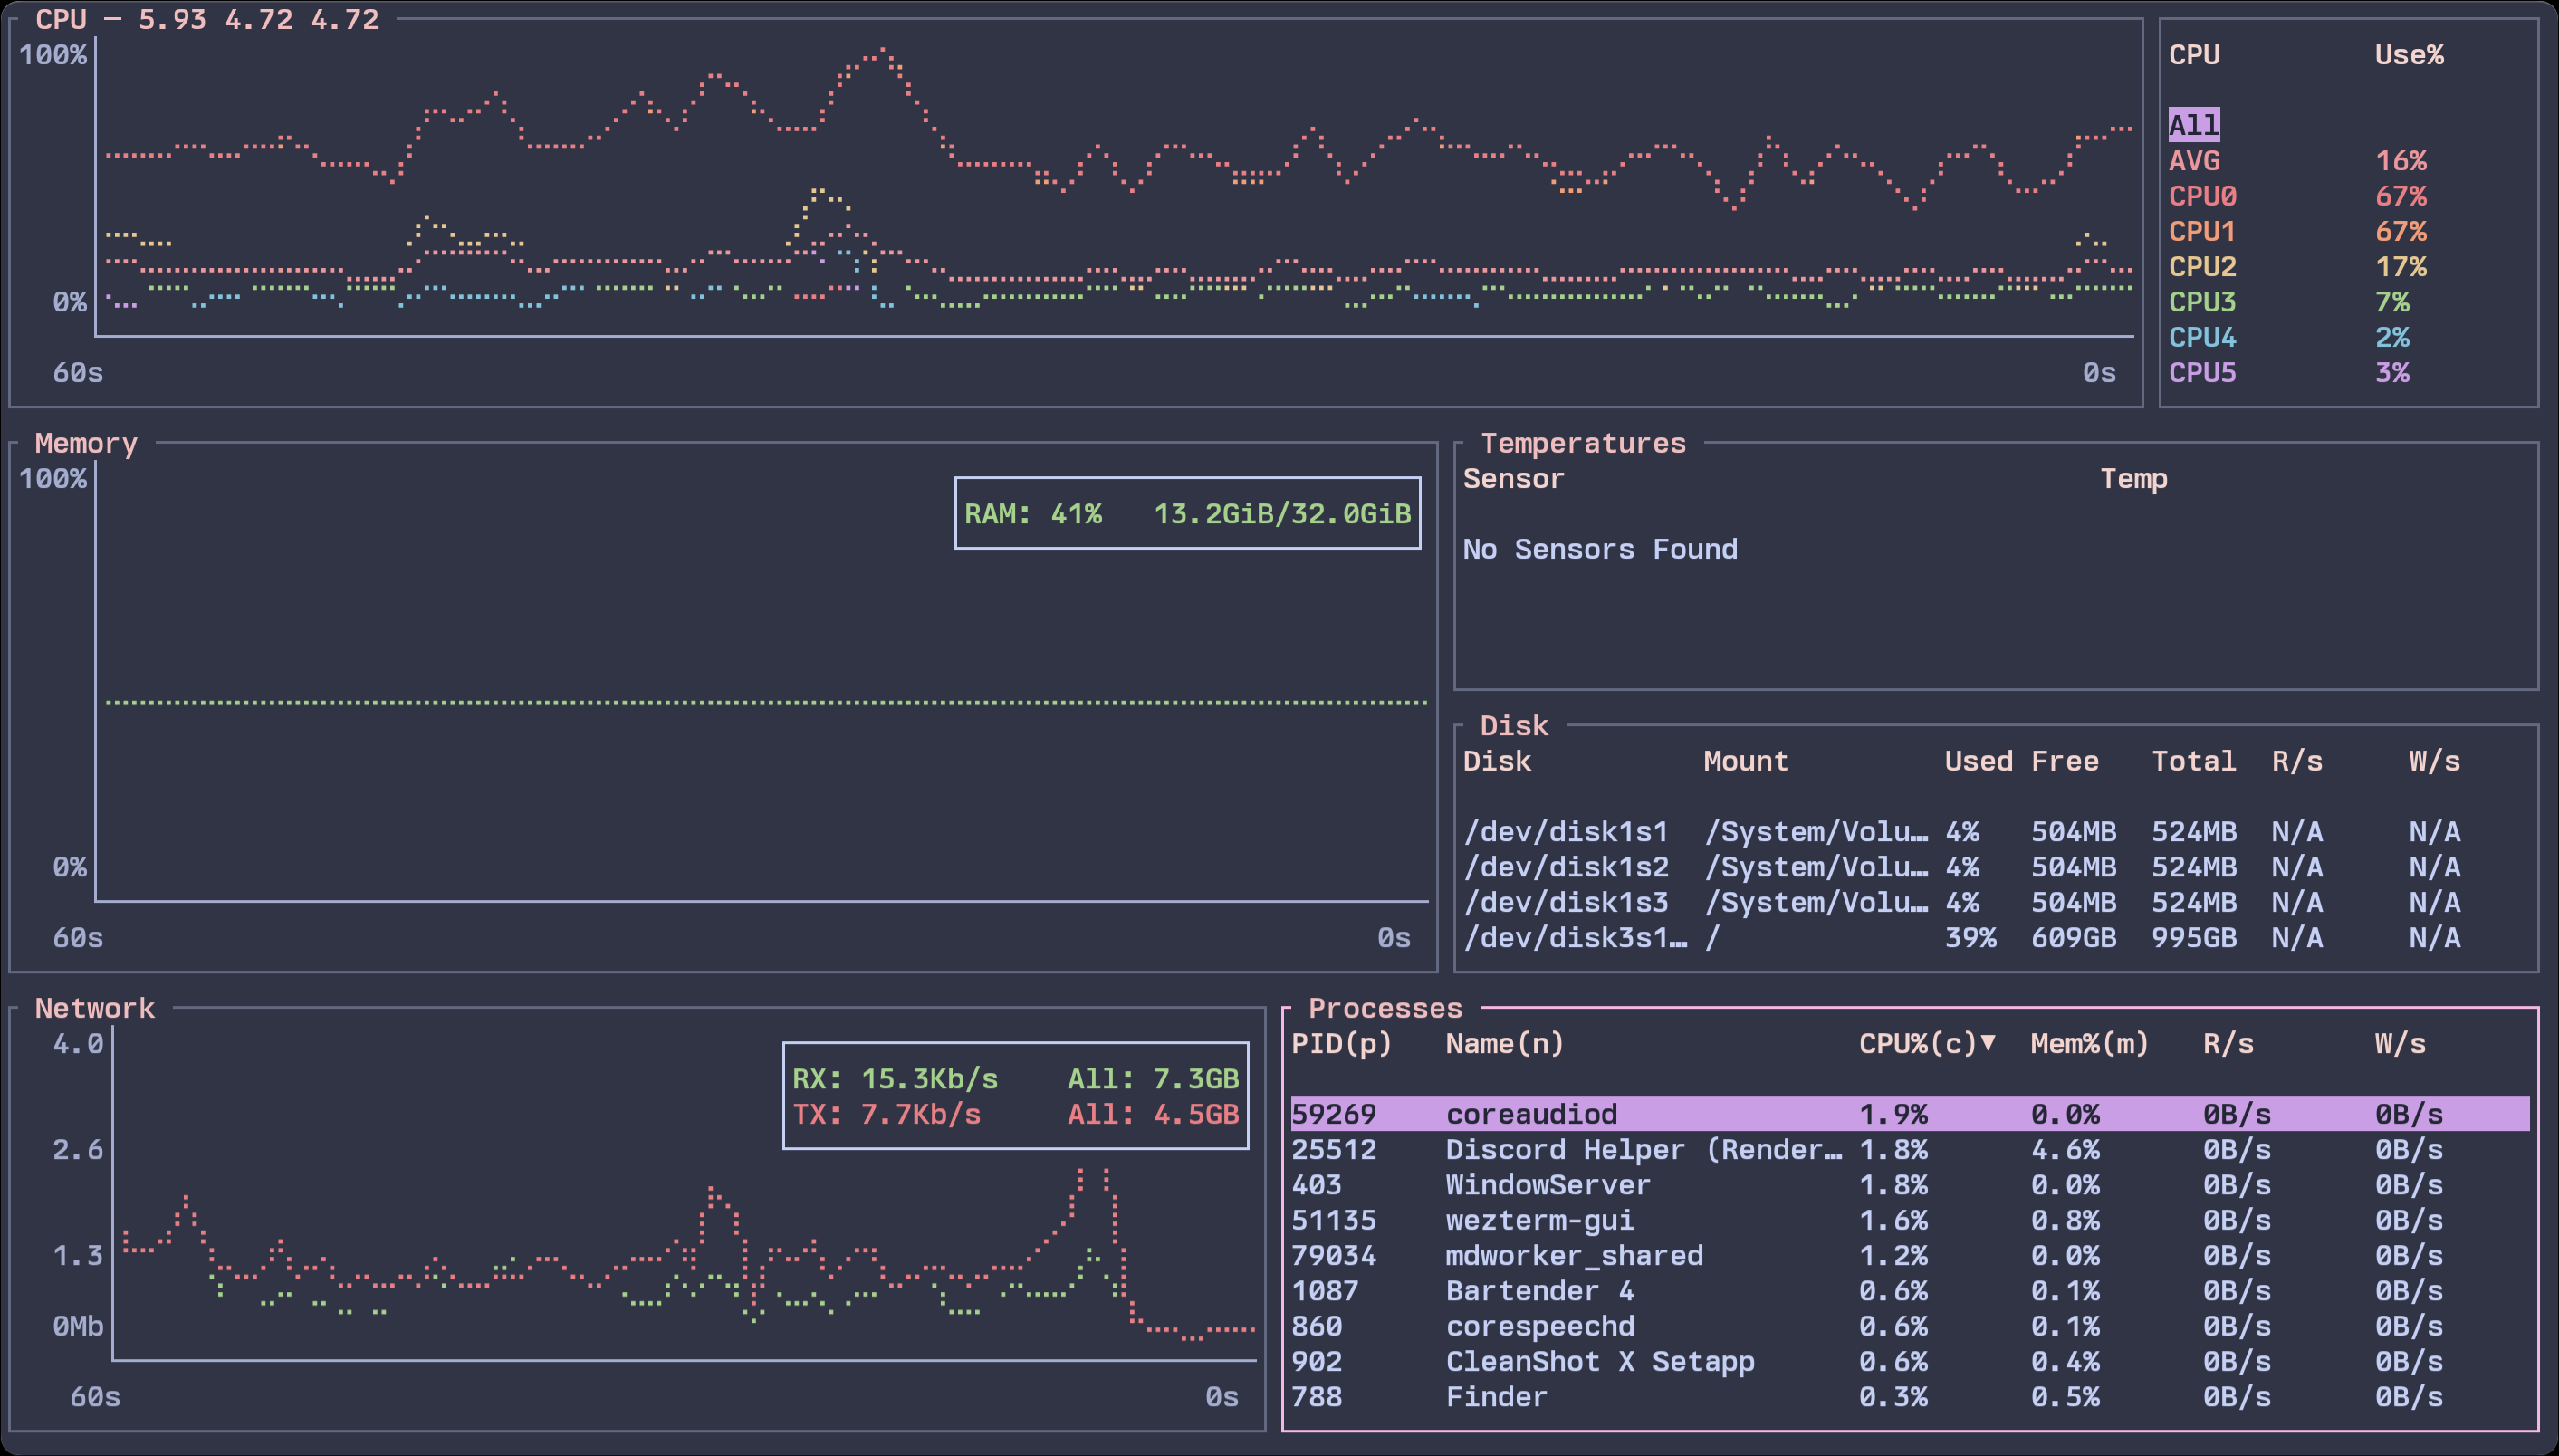 CPU — 5.93 4.72 4.72
100%
0%
60s 0s
CPU Use%
All
AVG 16%
CPU0 67%
CPU1 67%
CPU2 17%
CPU3 7%
CPU4 2%
CPU5 3%
Memory
100%
RAM: 41% 13.2GiB/32.0GiB
0%
60s 0s
Temperatures
Sensor Temp
No Sensors Found
Disk
Disk Mount Used Free Total R/s W/s
/dev/disk1s1 /System/Volu… 4% 504MB 524MB N/A N/A
/dev/disk1s2 /System/Volu… 4% 504MB 524MB N/A N/A
/dev/disk1s3 /System/Volu… 4% 504MB 524MB N/A N/A
/dev/disk3s1… / 39% 609GB 995GB N/A N/A
Network
4.0
RX: 15.3Kb/s All: 7.3GB
TX: 7.7Kb/s All: 4.5GB
2.6
1.3
0Mb
60s 0s
Processes
PID(p) Name(n) CPU%(c)▼ Mem%(m) R/s W/s
59269 coreaudiod 1.9% 0.0% 0B/s 0B/s
25512 Discord Helper (Render… 1.8% 4.6% 0B/s 0B/s
403 WindowServer 1.8% 0.0% 0B/s 0B/s
51135 wezterm-gui 1.6% 0.8% 0B/s 0B/s
79034 mdworker_shared 1.2% 0.0% 0B/s 0B/s
1087 Bartender 4 0.6% 0.1% 0B/s 0B/s
860 corespeechd 0.6% 0.1% 0B/s 0B/s
902 CleanShot X Setapp 0.6% 0.4% 0B/s 0B/s
788 Finder 0.3% 0.5% 0B/s 0B/s